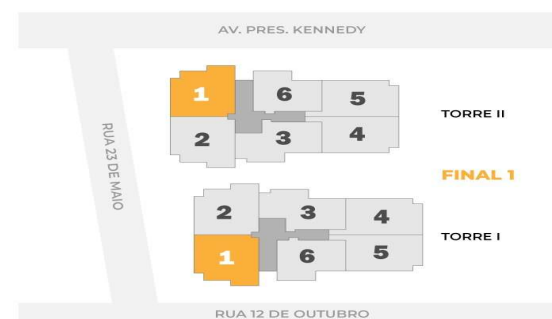 AV. PRES. KENNEDY
1
6
5
TORRE II
2
3
4
RUA 23 DE MAIO
FINAL 1
2
3
4
TORRE I
1
6
5
RUA 12 DE OUTUBRO